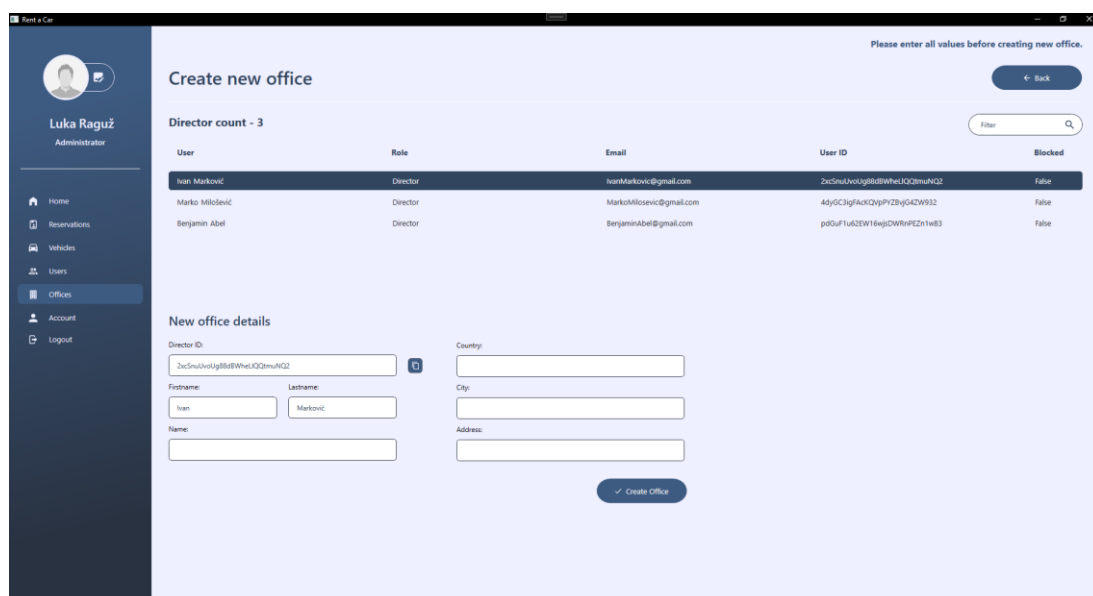 Rent a Car
Please enter all values before creating new office.
Create new office
← Back
Luka Raguž
Administrator
Director count - 3
Filter
User Role Email User ID Blocked
Ivan Marković Director IvanMarkovic@gmail.com 2xcSnuUvoUg88dBWheLlQQtmuNQ2 False
Marko Milošević Director MarkoMilosevic@gmail.com 4dyGC3igFAcKQVpPYZBvjG4ZW932 False
Benjamin Abel Director BenjaminAbel@gmail.com pdGuF1u62EW16wjsDWRnPEZn1wB3 False
Home
Reservations
Vehicles
Users
Offices
Account
Logout
New office details
Director ID:
2xcSnuUvoUg88dBWheLlQQtmuNQ2
Firstname: Lastname:
Ivan Marković
Name:
Country:
City:
Address:
✓ Create Office